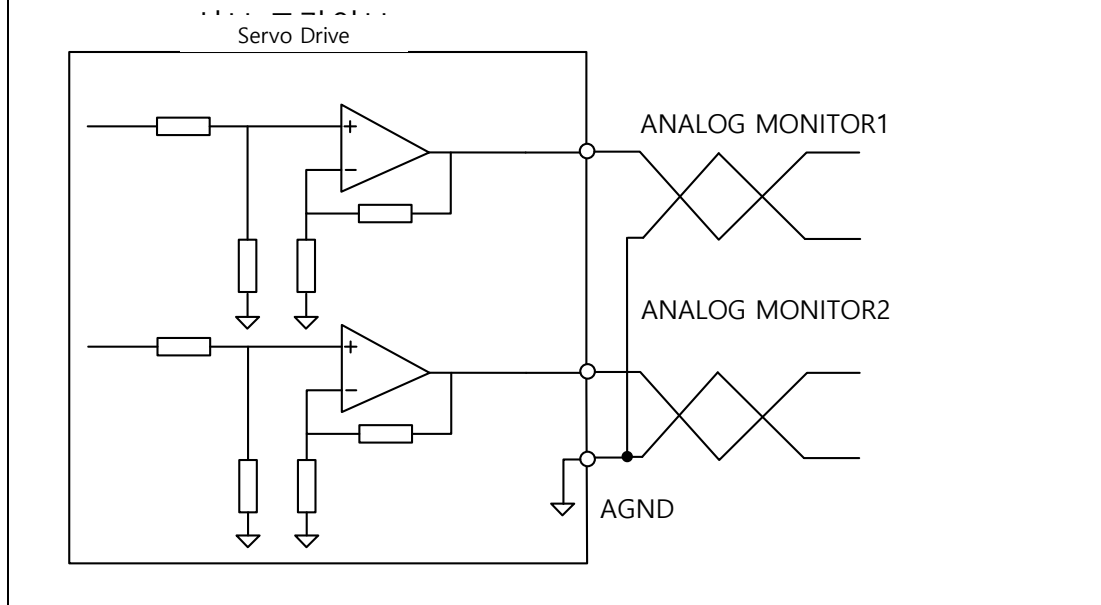 Servo Drive
ANALOG MONITOR1
+
−
ANALOG MONITOR2
+
−
AGND